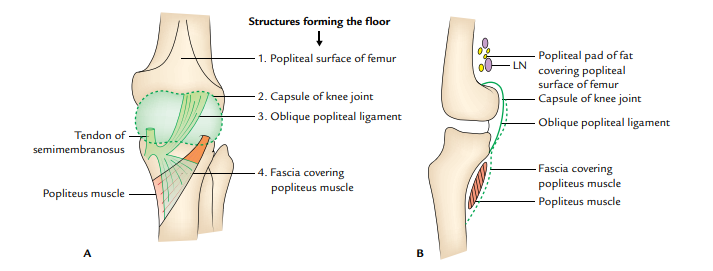 Structures forming the floor
1. Popliteal surface of femur
2. Capsule of knee joint
3. Oblique popliteal ligament
Tendon of
semimembranosus
4. Fascia covering
popliteus muscle
Popliteus muscle
A
LN
Popliteal pad of fat
covering popliteal
surface of femur
Capsule of knee joint
Oblique popliteal ligament
Fascia covering
popliteus muscle
Popliteus muscle
B